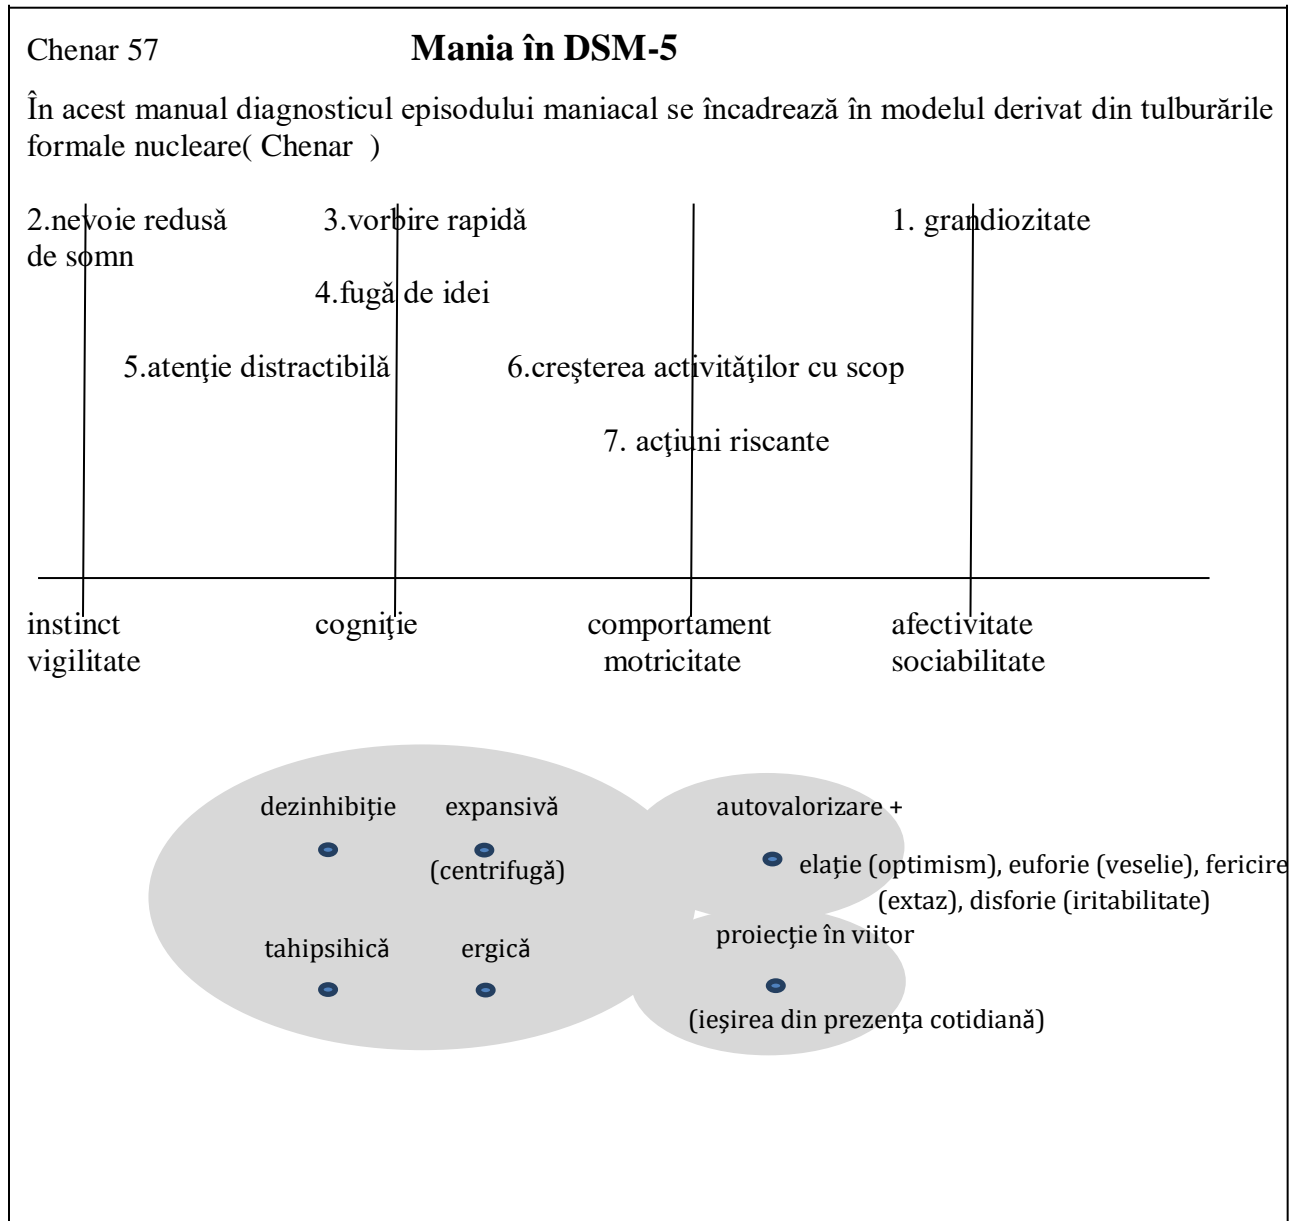 Chenar 57 Mania în DSM-5
În acest manual diagnosticul episodului maniacal se încadrează în modelul derivat din tulburările
formale nucleare( Chenar )
2.nevoie redusă 3.vorbire rapidă 1. grandiozitate
de somn
4.fugă de idei
5.atenţie distractibilă 6.creşterea activităţilor cu scop
7. acţiuni riscante
instinct cogniţie comportament afectivitate
vigilitate motricitate sociabilitate
dezinhibiţie expansivă autovalorizare +
(centrifugă) elaţie (optimism), euforie (veselie), fericire
(extaz), disforie (iritabilitate)
tahipsihică ergică proiecţie în viitor
(ieşirea din prezenţa cotidiană)